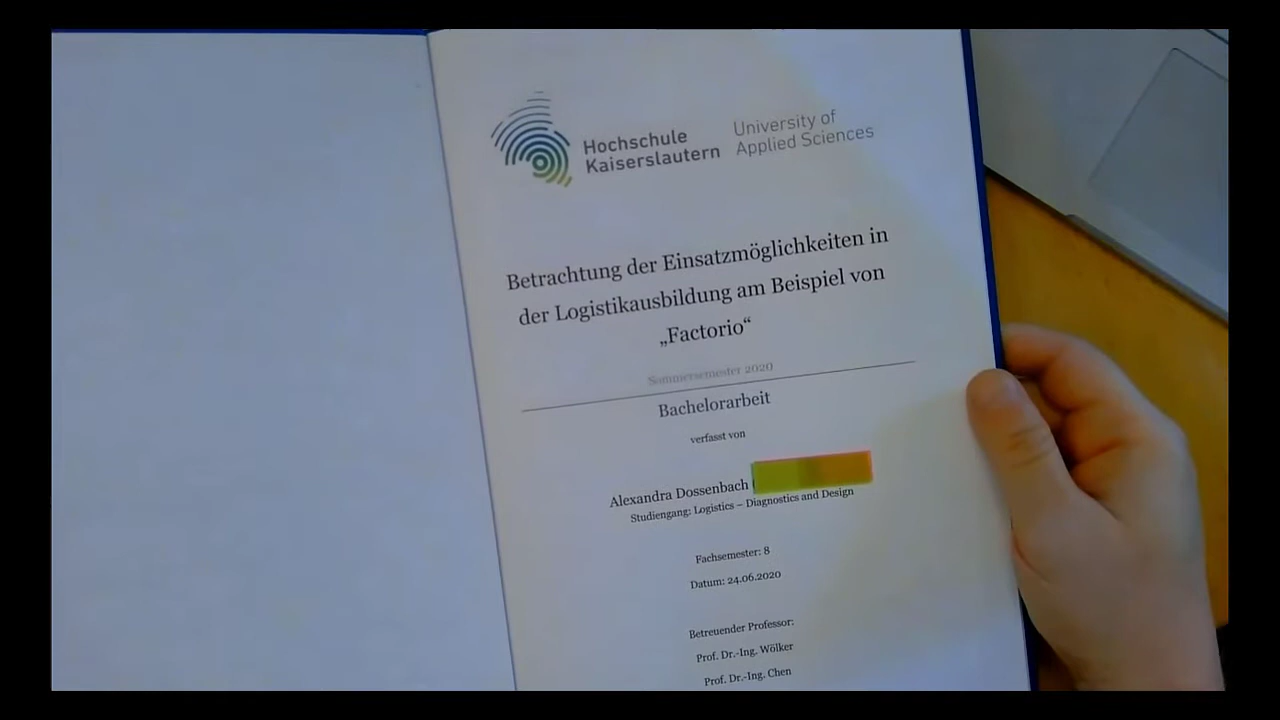 Hochschule
Kaiserslautern
University of
Applied Sciences
Betrachtung der Einsatzmöglichkeiten in
der Logistikausbildung am Beispiel von
„Factorio“
Sommersemester 2020
Bachelorarbeit
verfasst von
Alexandra Dossenbach (
Studiengang: Logistics – Diagnostics and Design
Fachsemester: 8
Datum: 24.06.2020
Betreuender Professor:
Prof. Dr.-Ing. Wölker
Prof. Dr.-Ing. Chen